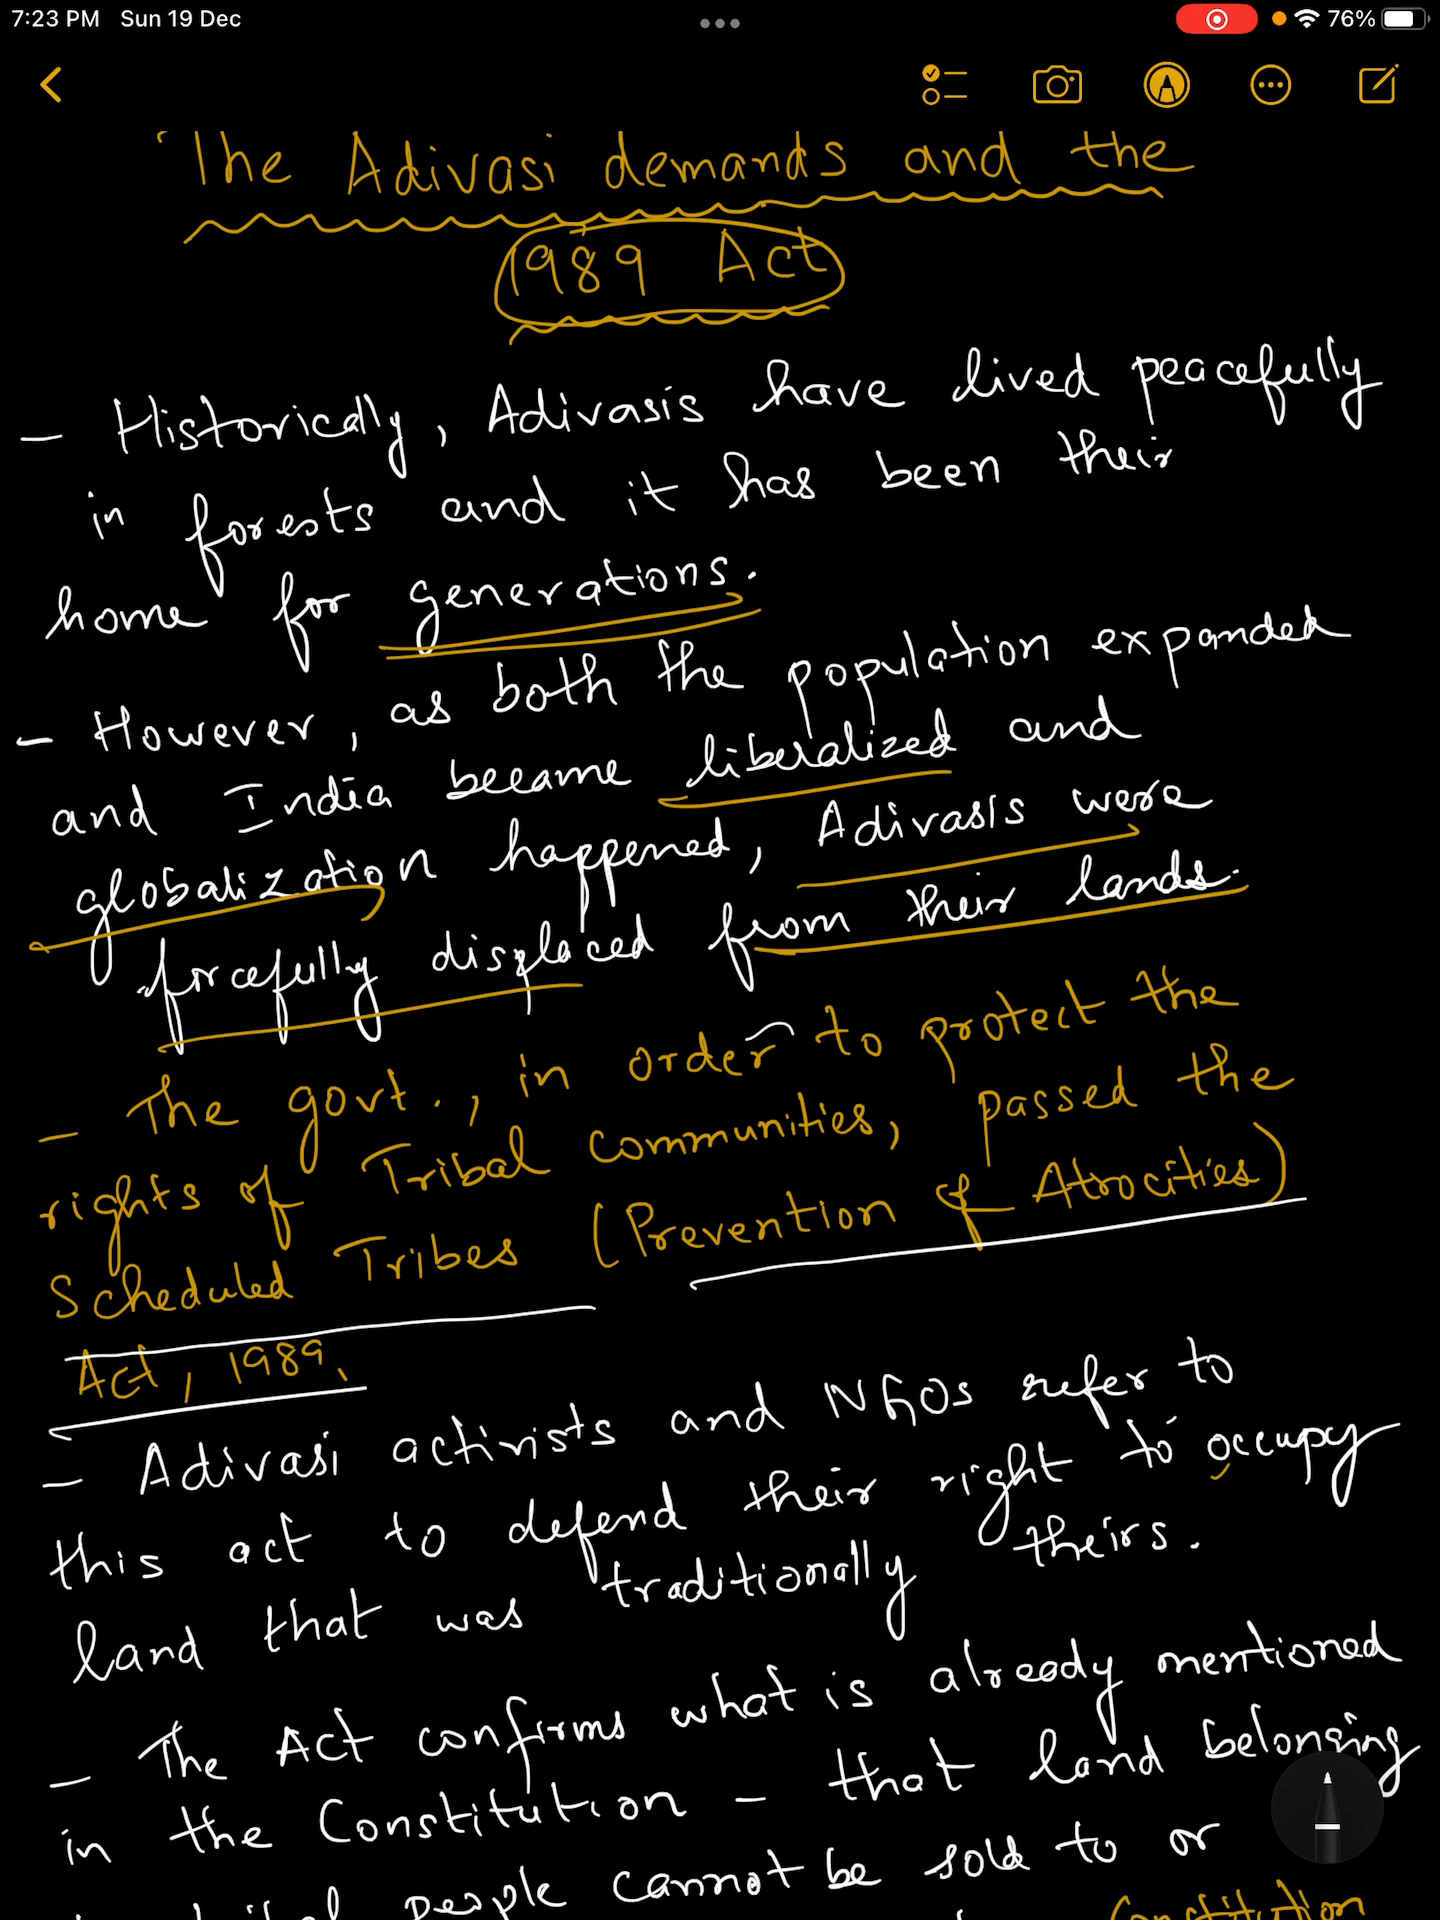 7:23 PM Sun 19 Dec
76%
The Adivasi demands and the
1989 Act
- Historically, Adivasis have lived peacefully
in forests and it has been their
home for generations.
- However, as both the population expanded
and India became liberalized and
globalization happened, Adivasis were
forcefully displaced from their lands.
- The govt., in order to protect the
rights of Tribal communities, passed the
Scheduled Tribes (Prevention of Atrocities)
Act, 1989.
- Adivasi activists and NGOs refer to
this act to defend their right to occupy
land that was traditionally theirs.
- The Act confirms what is already mentioned
in the Constitution - that land belonging
people cannot be sold to or
Constitution